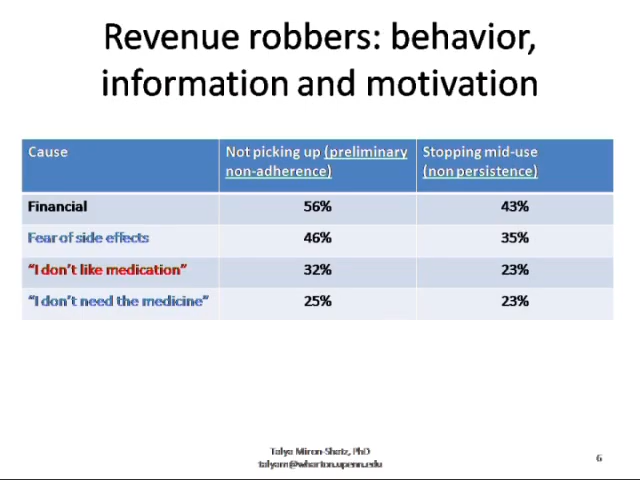 Revenue robbers: behavior,
information and motivation
Cause
Not picking up (preliminary
non-adherence)
Stopping mid-use
(non persistence)
Financial 56% 43%
Fear of side effects 46% 35%
“I don’t like medication” 32% 23%
“I don’t need the medicine” 25% 23%
Talya Miron-Shatz, PhD
talyam@wharton.upenn.edu
6